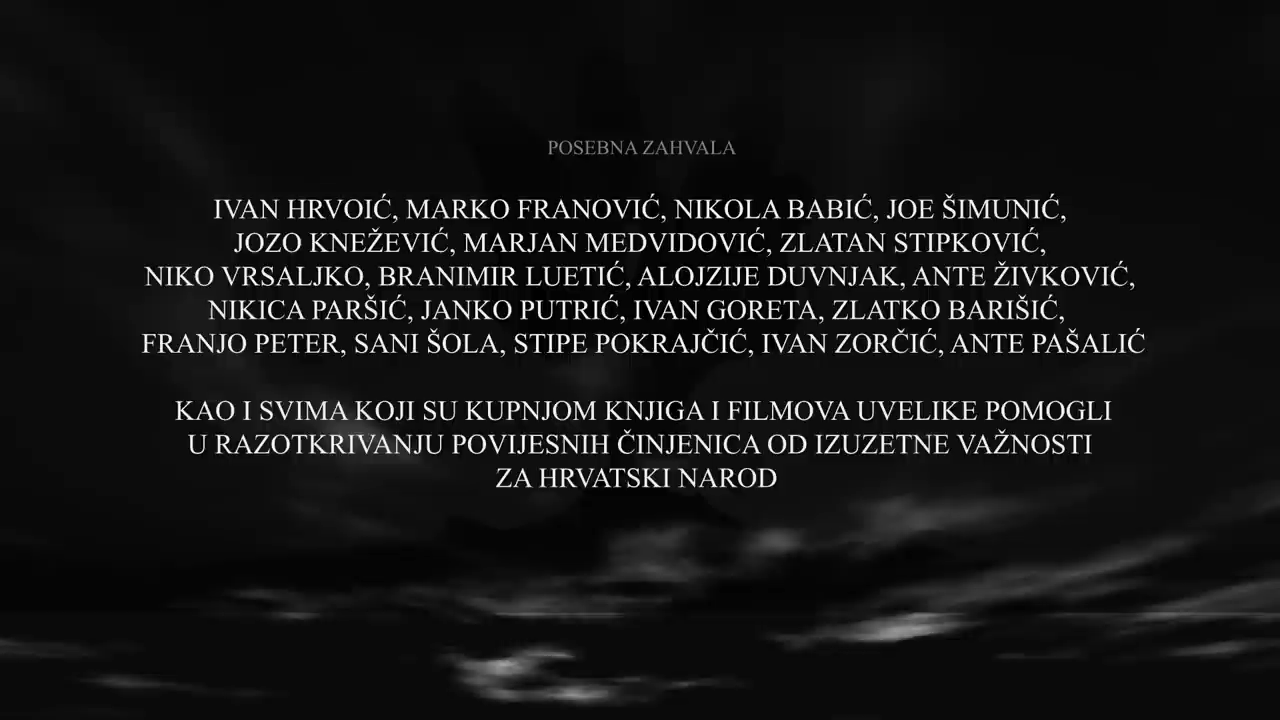 POSEBNA ZAHVALA
IVAN HRVOIĆ, MARKO FRANOVIĆ, NIKOLA BABIĆ, JOE ŠIMUNIĆ,
JOZO KNEŽEVIĆ, MARJAN MEDVIDOVIĆ, ZLATAN STIPKOVIĆ,
NIKO VRSALJKO, BRANIMIR LUETIĆ, ALOJZIJE DUVNJAK, ANTE ŽIVKOVIĆ,
NIKICA PARŠIĆ, JANKO PUTRIĆ, IVAN GORETA, ZLATKO BARIŠIĆ,
FRANJO PETER, SANI ŠOLA, STIPE POKRAJČIĆ, IVAN ZORČIĆ, ANTE PAŠALIĆ
KAO I SVIMA KOJI SU KUPNJOM KNJIGA I FILMOVA UVELIKE POMOGLI
U RAZOTKRIVANJU POVIJESNIH ČINJENICA OD IZUZETNE VAŽNOSTI
ZA HRVATSKI NAROD